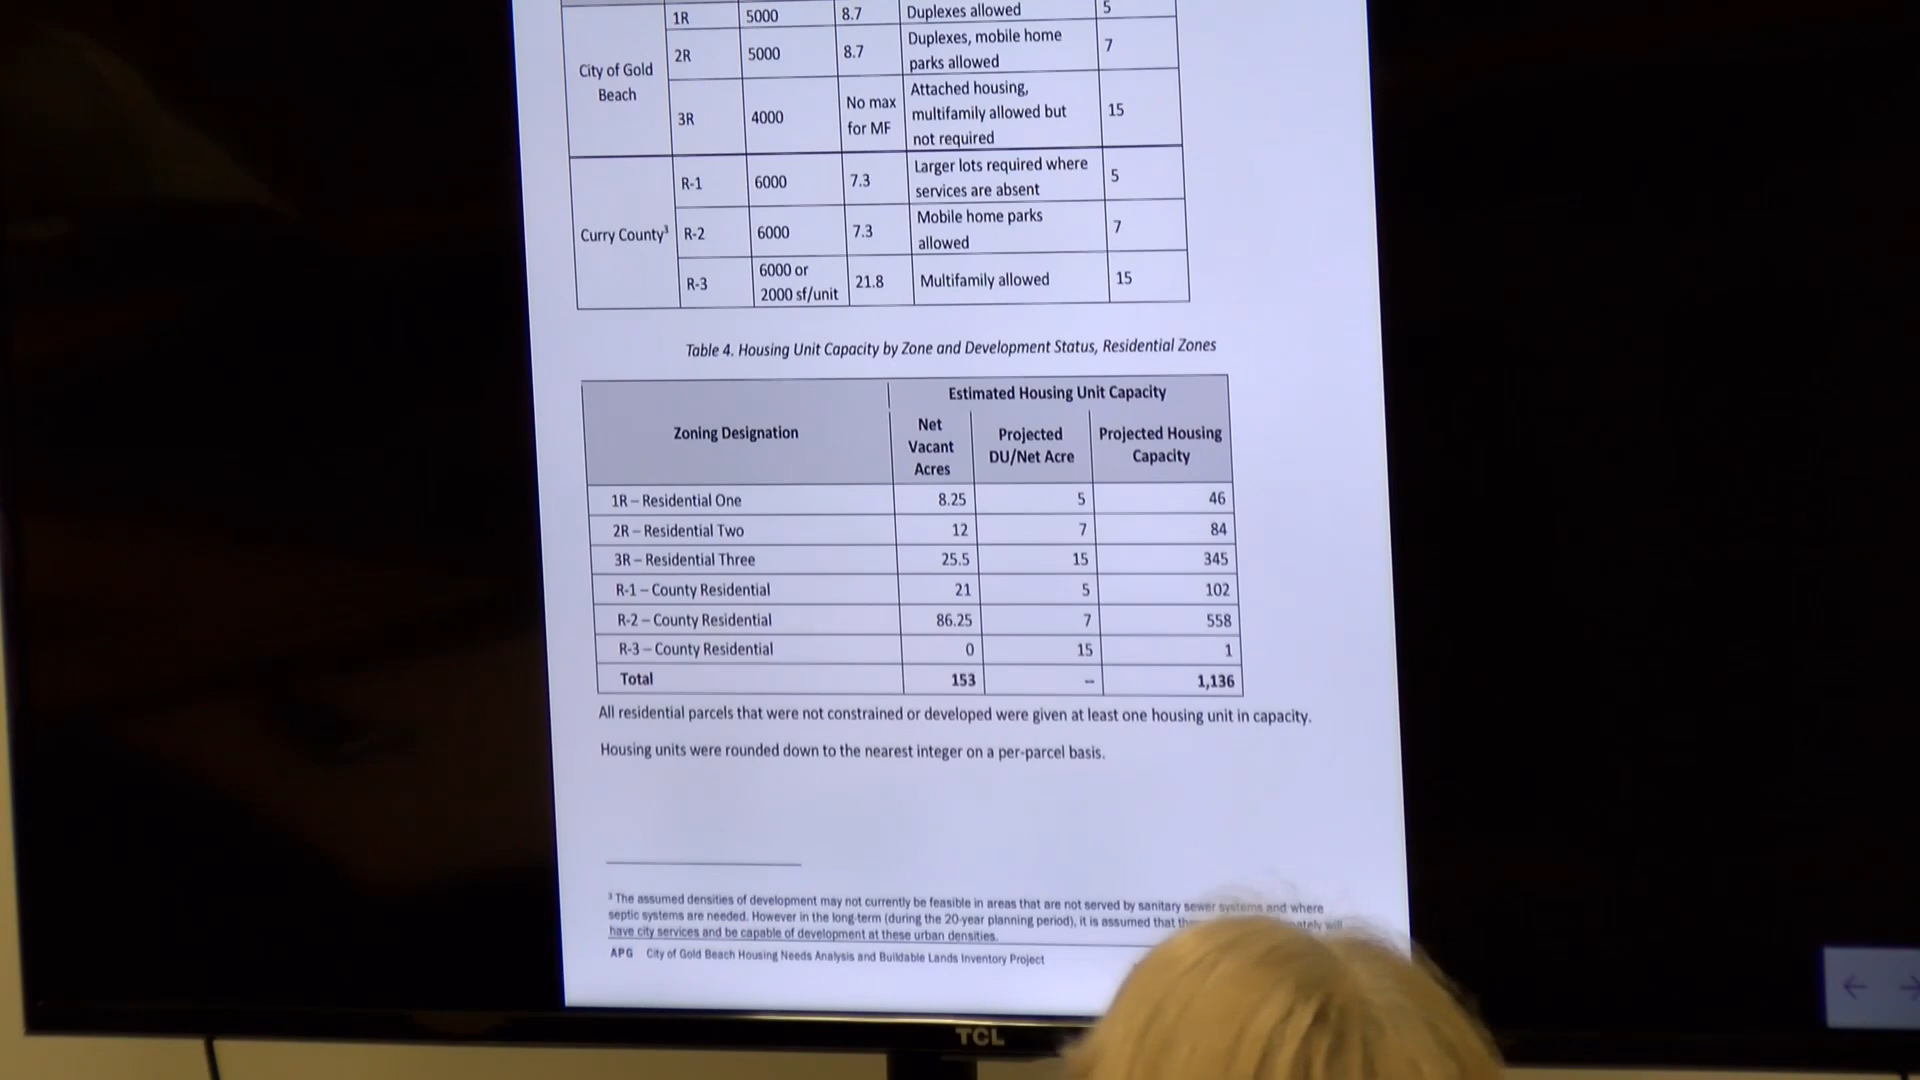 1R 5000 8.7 Duplexes allowed 5
City of Gold Beach
2R 5000 8.7 Duplexes, mobile home parks allowed 7
3R 4000 No max for MF Attached housing, multifamily allowed but not required 15
R-1 6000 7.3 Larger lots required where services are absent 5
Curry County³ R-2 6000 7.3 Mobile home parks allowed 7
R-3 6000 or 2000 sf/unit 21.8 Multifamily allowed 15
Table 4. Housing Unit Capacity by Zone and Development Status, Residential Zones
Estimated Housing Unit Capacity
Zoning Designation Net Vacant Acres Projected DU/Net Acre Projected Housing Capacity
1R – Residential One 8.25 5 46
2R – Residential Two 12 7 84
3R – Residential Three 25.5 15 345
R-1 – County Residential 21 5 102
R-2 – County Residential 86.25 7 558
R-3 – County Residential 0 15 1
Total 153 – 1,136
All residential parcels that were not constrained or developed were given at least one housing unit in capacity.
Housing units were rounded down to the nearest integer on a per-parcel basis.
³ The assumed densities of development may not currently be feasible in areas that are not served by sanitary sewer systems and where
septic systems are needed. However in the long-term (during the 20-year planning period), it is assumed that will
have city services and be capable of development at these urban densities.
APG City of Gold Beach Housing Needs Analysis and Buildable Lands Inventory Project
TCL